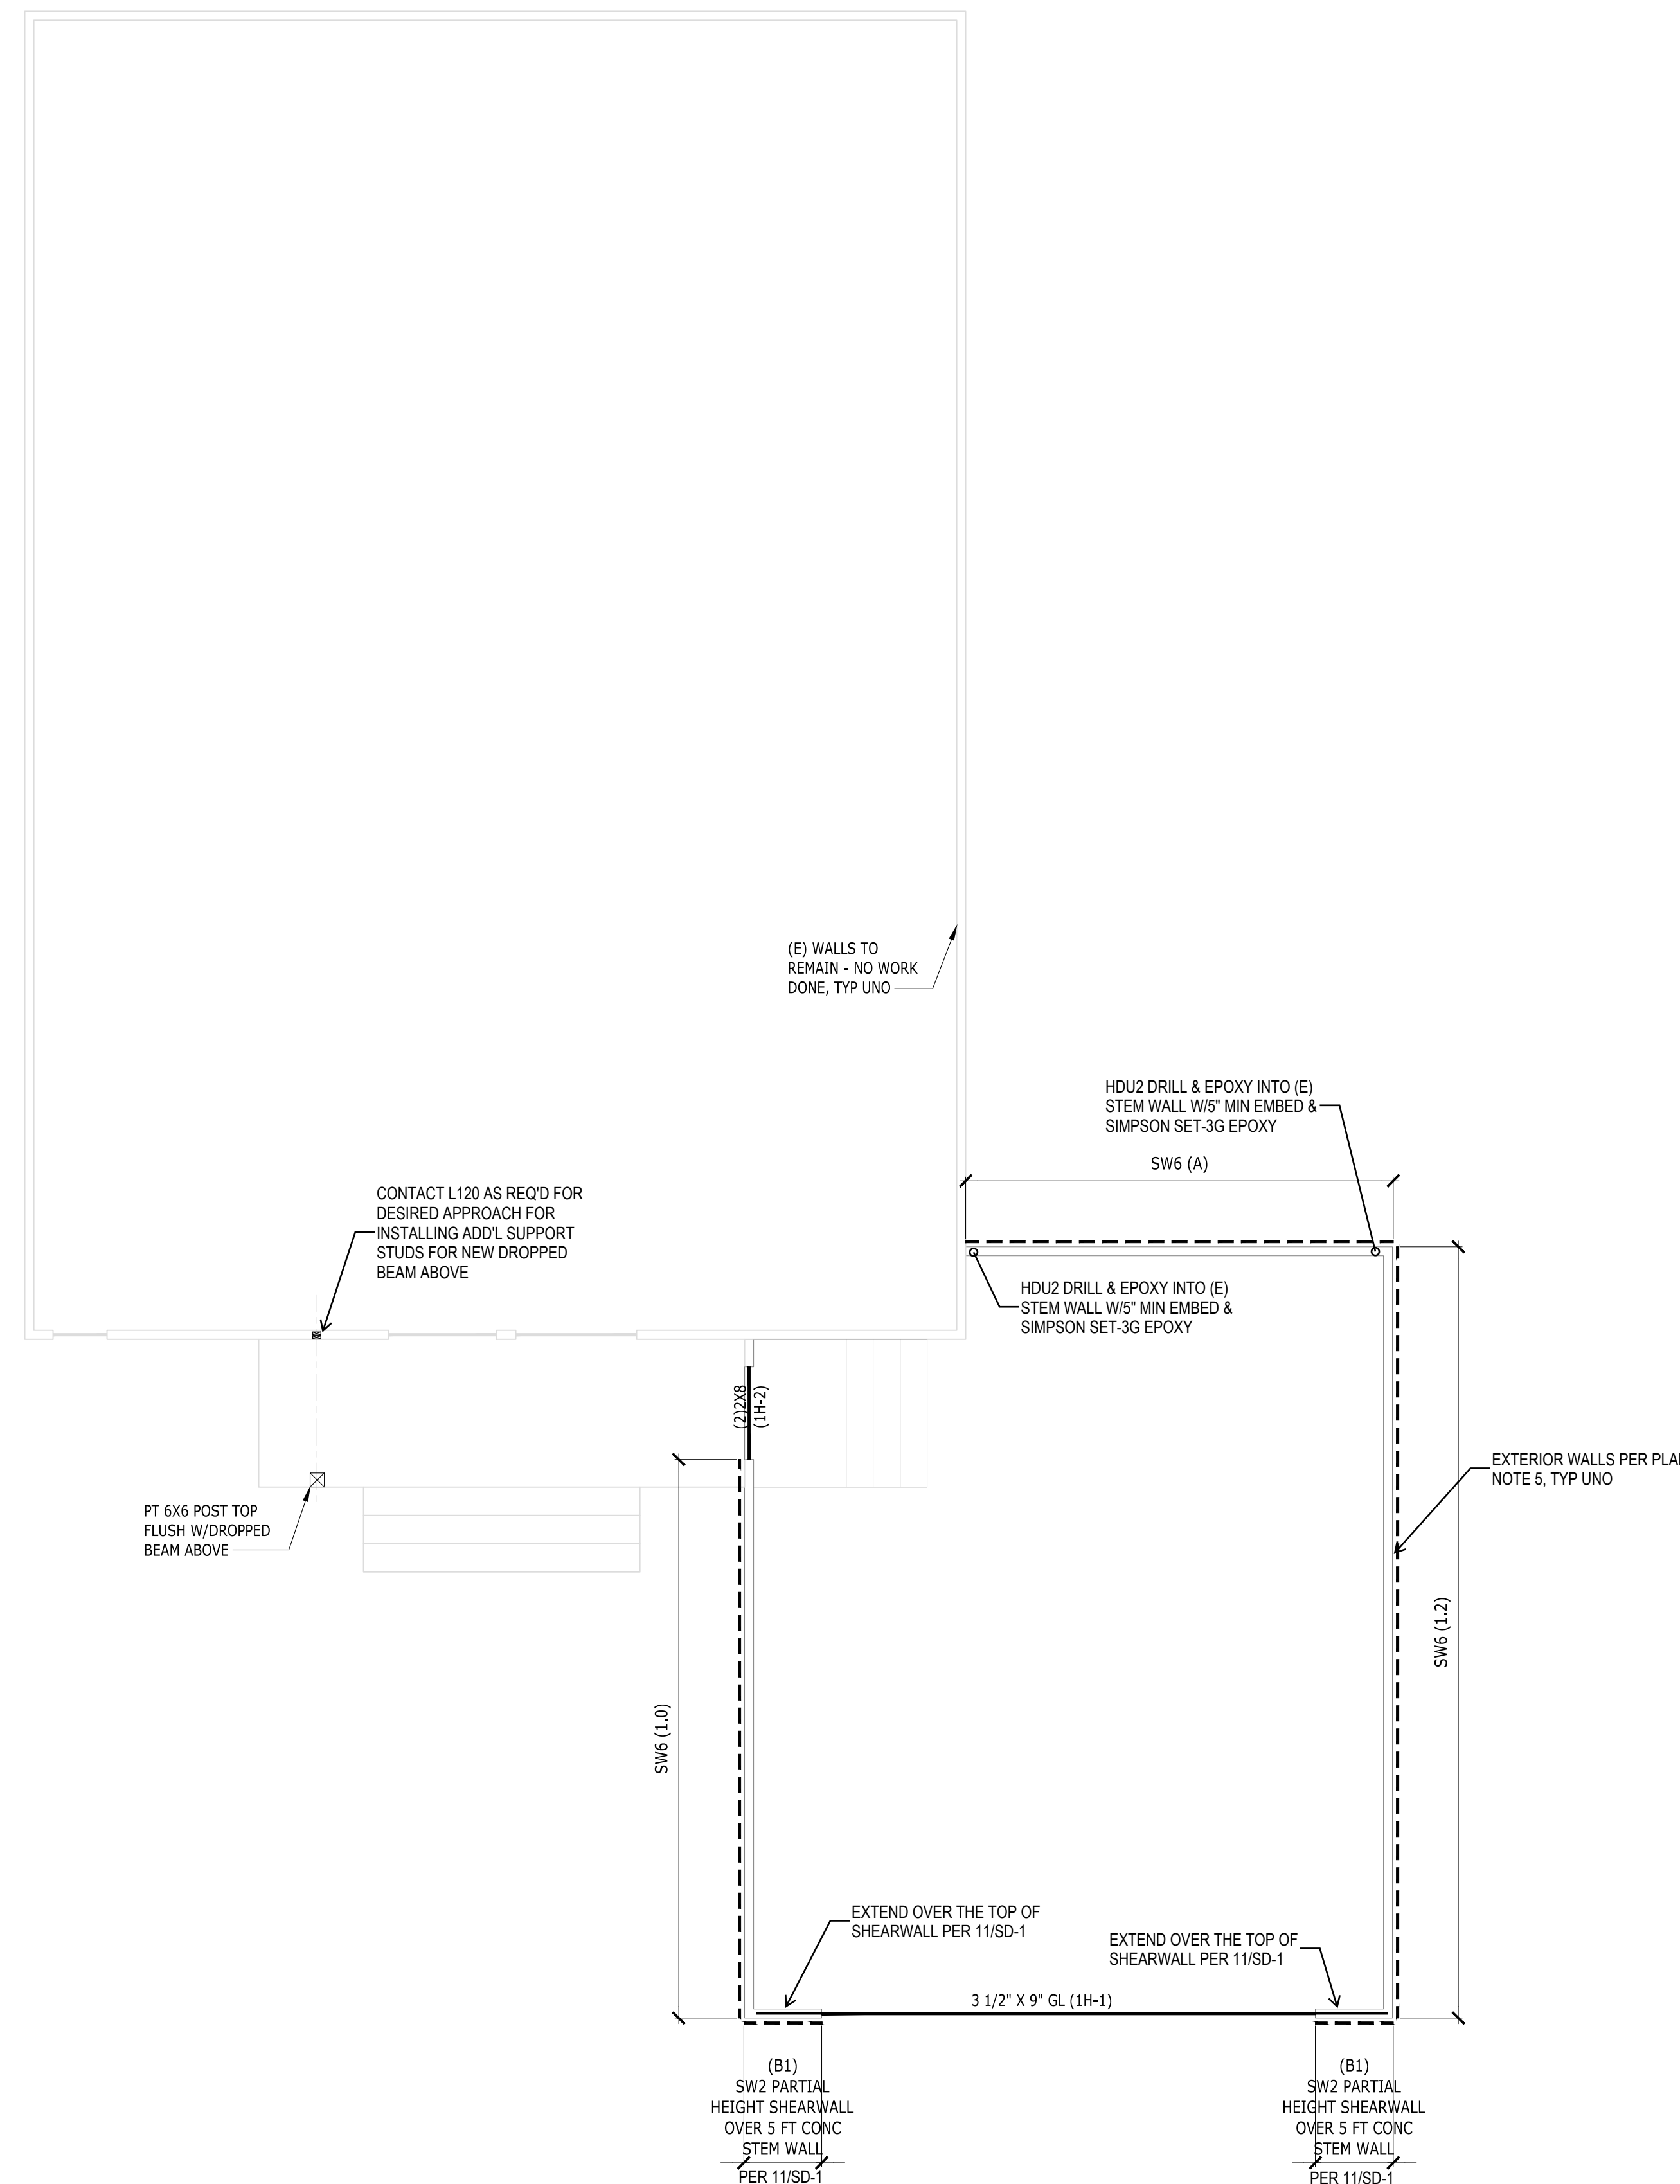 (E) WALLS TO
REMAIN - NO WORK
DONE, TYP UNO
HDU2 DRILL & EPOXY INTO (E)
STEM WALL W/5" MIN EMBED &
SIMPSON SET-3G EPOXY
SW6 (A)
CONTACT L120 AS REQ'D FOR
DESIRED APPROACH FOR
INSTALLING ADD'L SUPPORT
STUDS FOR NEW DROPPED
BEAM ABOVE
HDU2 DRILL & EPOXY INTO (E)
STEM WALL W/5" MIN EMBED &
SIMPSON SET-3G EPOXY
(2)2X8
(1H-2)
EXTERIOR WALLS PER
NOTE 5, TYP UNO
PT 6X6 POST TOP
FLUSH W/DROPPED
BEAM ABOVE
SW6 (1.2)
SW6 (1.0)
EXTEND OVER THE TOP OF
SHEARWALL PER 11/SD-1
EXTEND OVER THE TOP OF
SHEARWALL PER 11/SD-1
3 1/2" X 9" GL (1H-1)
(B1)
SW2 PARTIAL
HEIGHT SHEARWALL
OVER 5 FT CONC
STEM WALL
PER 11/SD-1
(B1)
SW2 PARTIAL
HEIGHT SHEARWALL
OVER 5 FT CONC
STEM WALL
PER 11/SD-1